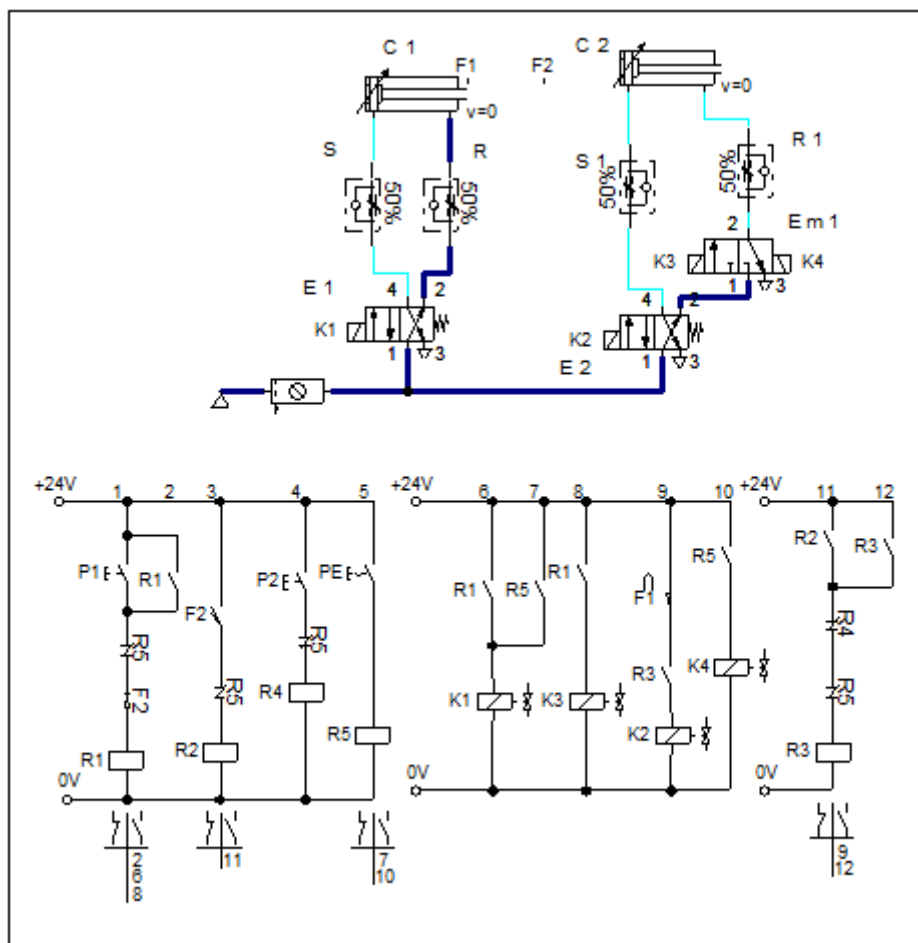 C 1
F1
F2
C 2
v=0
v=0
S
R
S 1
R 1
50%
50%
50%
50%
E m 1
2
K3
K4
1
3
E 1
4
2
K1
1
3
4
2
K2
1
3
E 2
+24V
1
2
3
4
5
+24V
6
7
8
9
10
+24V
11
12
P1
R1
F2
P2
PE
R1
R5
R1
F1
R5
R2
R3
R5
R5
R5
F2
R4
R3
K4
R4
R5
R1
R2
R5
K1
K3
K2
R3
0V
0V
0V
2
6
8
11
7
10
9
12